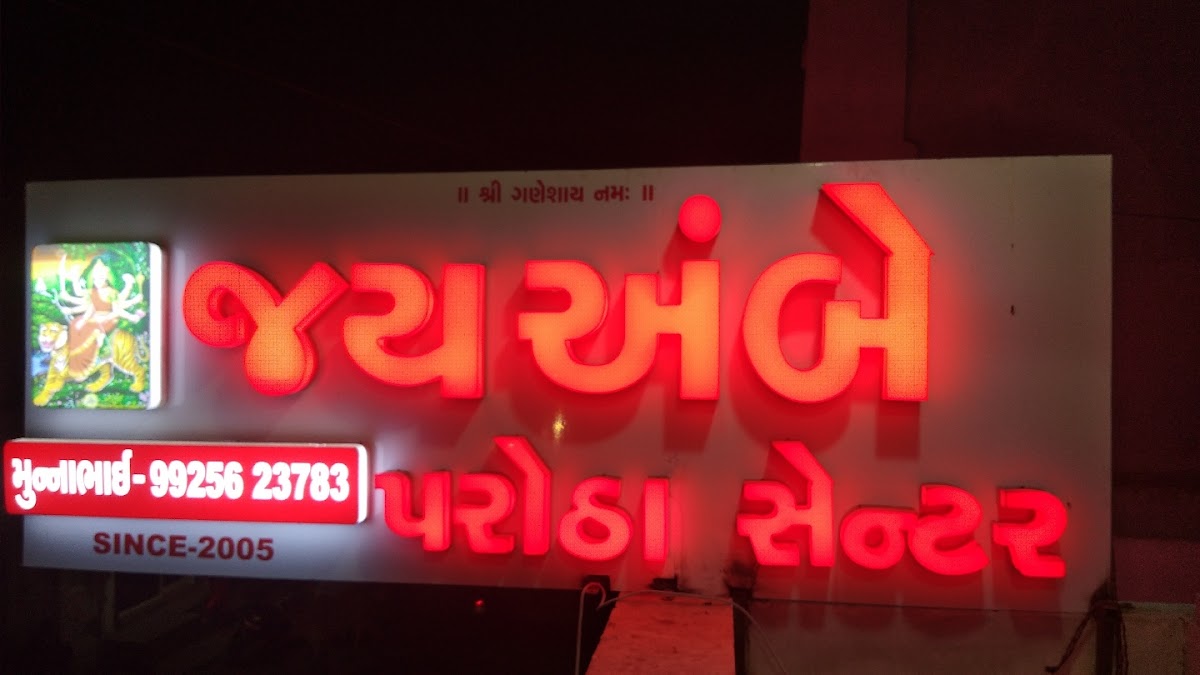 ॥ શ્રી ગણેશાય નમઃ ॥
જય અંબે
પરોઠા સેન્ટર
મુન્નાભાઈ - 99256 23783
SINCE-2005